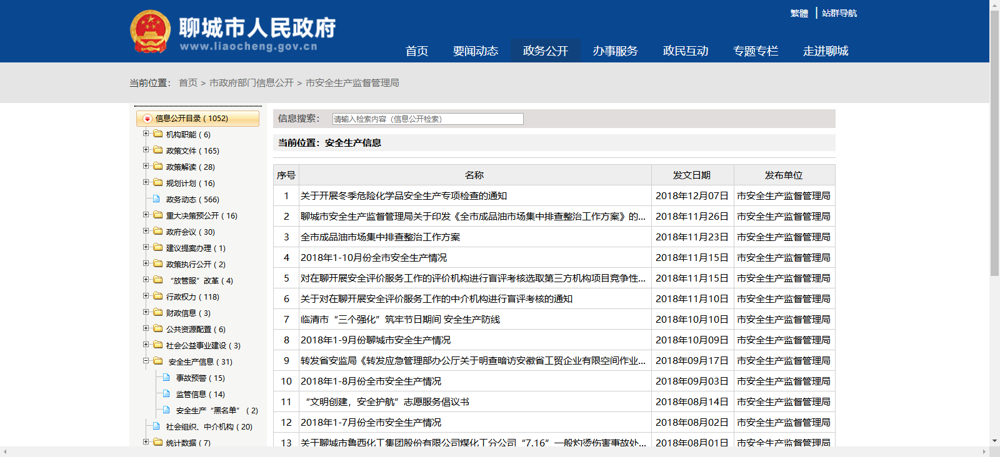 繁體 站群导航
聊城市人民政府
www.liaocheng.gov.cn
首页 要闻动态 政务公开 办事服务 政民互动 专题专栏 走进聊城
当前位置： 首页 > 市政府部门信息公开 > 市安全生产监督管理局
信息公开目录 ( 1052)
机构职能 ( 6)
政策文件 ( 165)
政策解读 ( 28)
规划计划 ( 16)
政务动态 ( 566)
重大决策预公开 ( 16)
政府会议 ( 30)
建议提案办理 ( 1)
政策执行公开 ( 2)
“放管服”改革 ( 4)
行政权力 ( 118)
财政信息 ( 3)
公共资源配置 ( 6)
社会公益事业建设 ( 3)
安全生产信息 ( 31)
事故预警 ( 15)
监管信息 ( 14)
安全生产“黑名单” ( 2)
社会组织、中介机构 ( 20)
统计数据 ( 7)
信息搜索： 请输入检索内容（信息公开检索）
当前位置：安全生产信息
序号 名称 发文日期 发布单位
1 关于开展冬季危险化学品安全生产专项检查的通知 2018年12月07日 市安全生产监督管理局
2 聊城市安全生产监督管理局关于印发《全市成品油市场集中排查整治工作方案》的... 2018年11月26日 市安全生产监督管理局
3 全市成品油市场集中排查整治工作方案 2018年11月23日 市安全生产监督管理局
4 2018年1-10月份全市安全生产情况 2018年11月15日 市安全生产监督管理局
5 对在聊开展安全评价服务工作的评价机构进行盲评考核选取第三方机构项目竞争性... 2018年11月15日 市安全生产监督管理局
6 关于对在聊开展安全评价服务工作的中介机构进行盲评考核的通知 2018年11月10日 市安全生产监督管理局
7 临清市“三个强化”筑牢节日期间 安全生产防线 2018年10月10日 市安全生产监督管理局
8 2018年1-9月份聊城市安全生产情况 2018年10月09日 市安全生产监督管理局
9 转发省安监局《转发应急管理部办公厅关于明查暗访安徽省工贸企业有限空间作业... 2018年09月17日 市安全生产监督管理局
10 2018年1-8月份全市安全生产情况 2018年09月03日 市安全生产监督管理局
11 “文明创建，安全护航”志愿服务倡议书 2018年08月14日 市安全生产监督管理局
12 2018年1-7月份全市安全生产情况 2018年08月02日 市安全生产监督管理局
13 关于聊城市鲁西化工集团股份有限公司煤化工分公司“7.16”一般灼烫伤害事故处... 2018年08月01日 市安全生产监督管理局